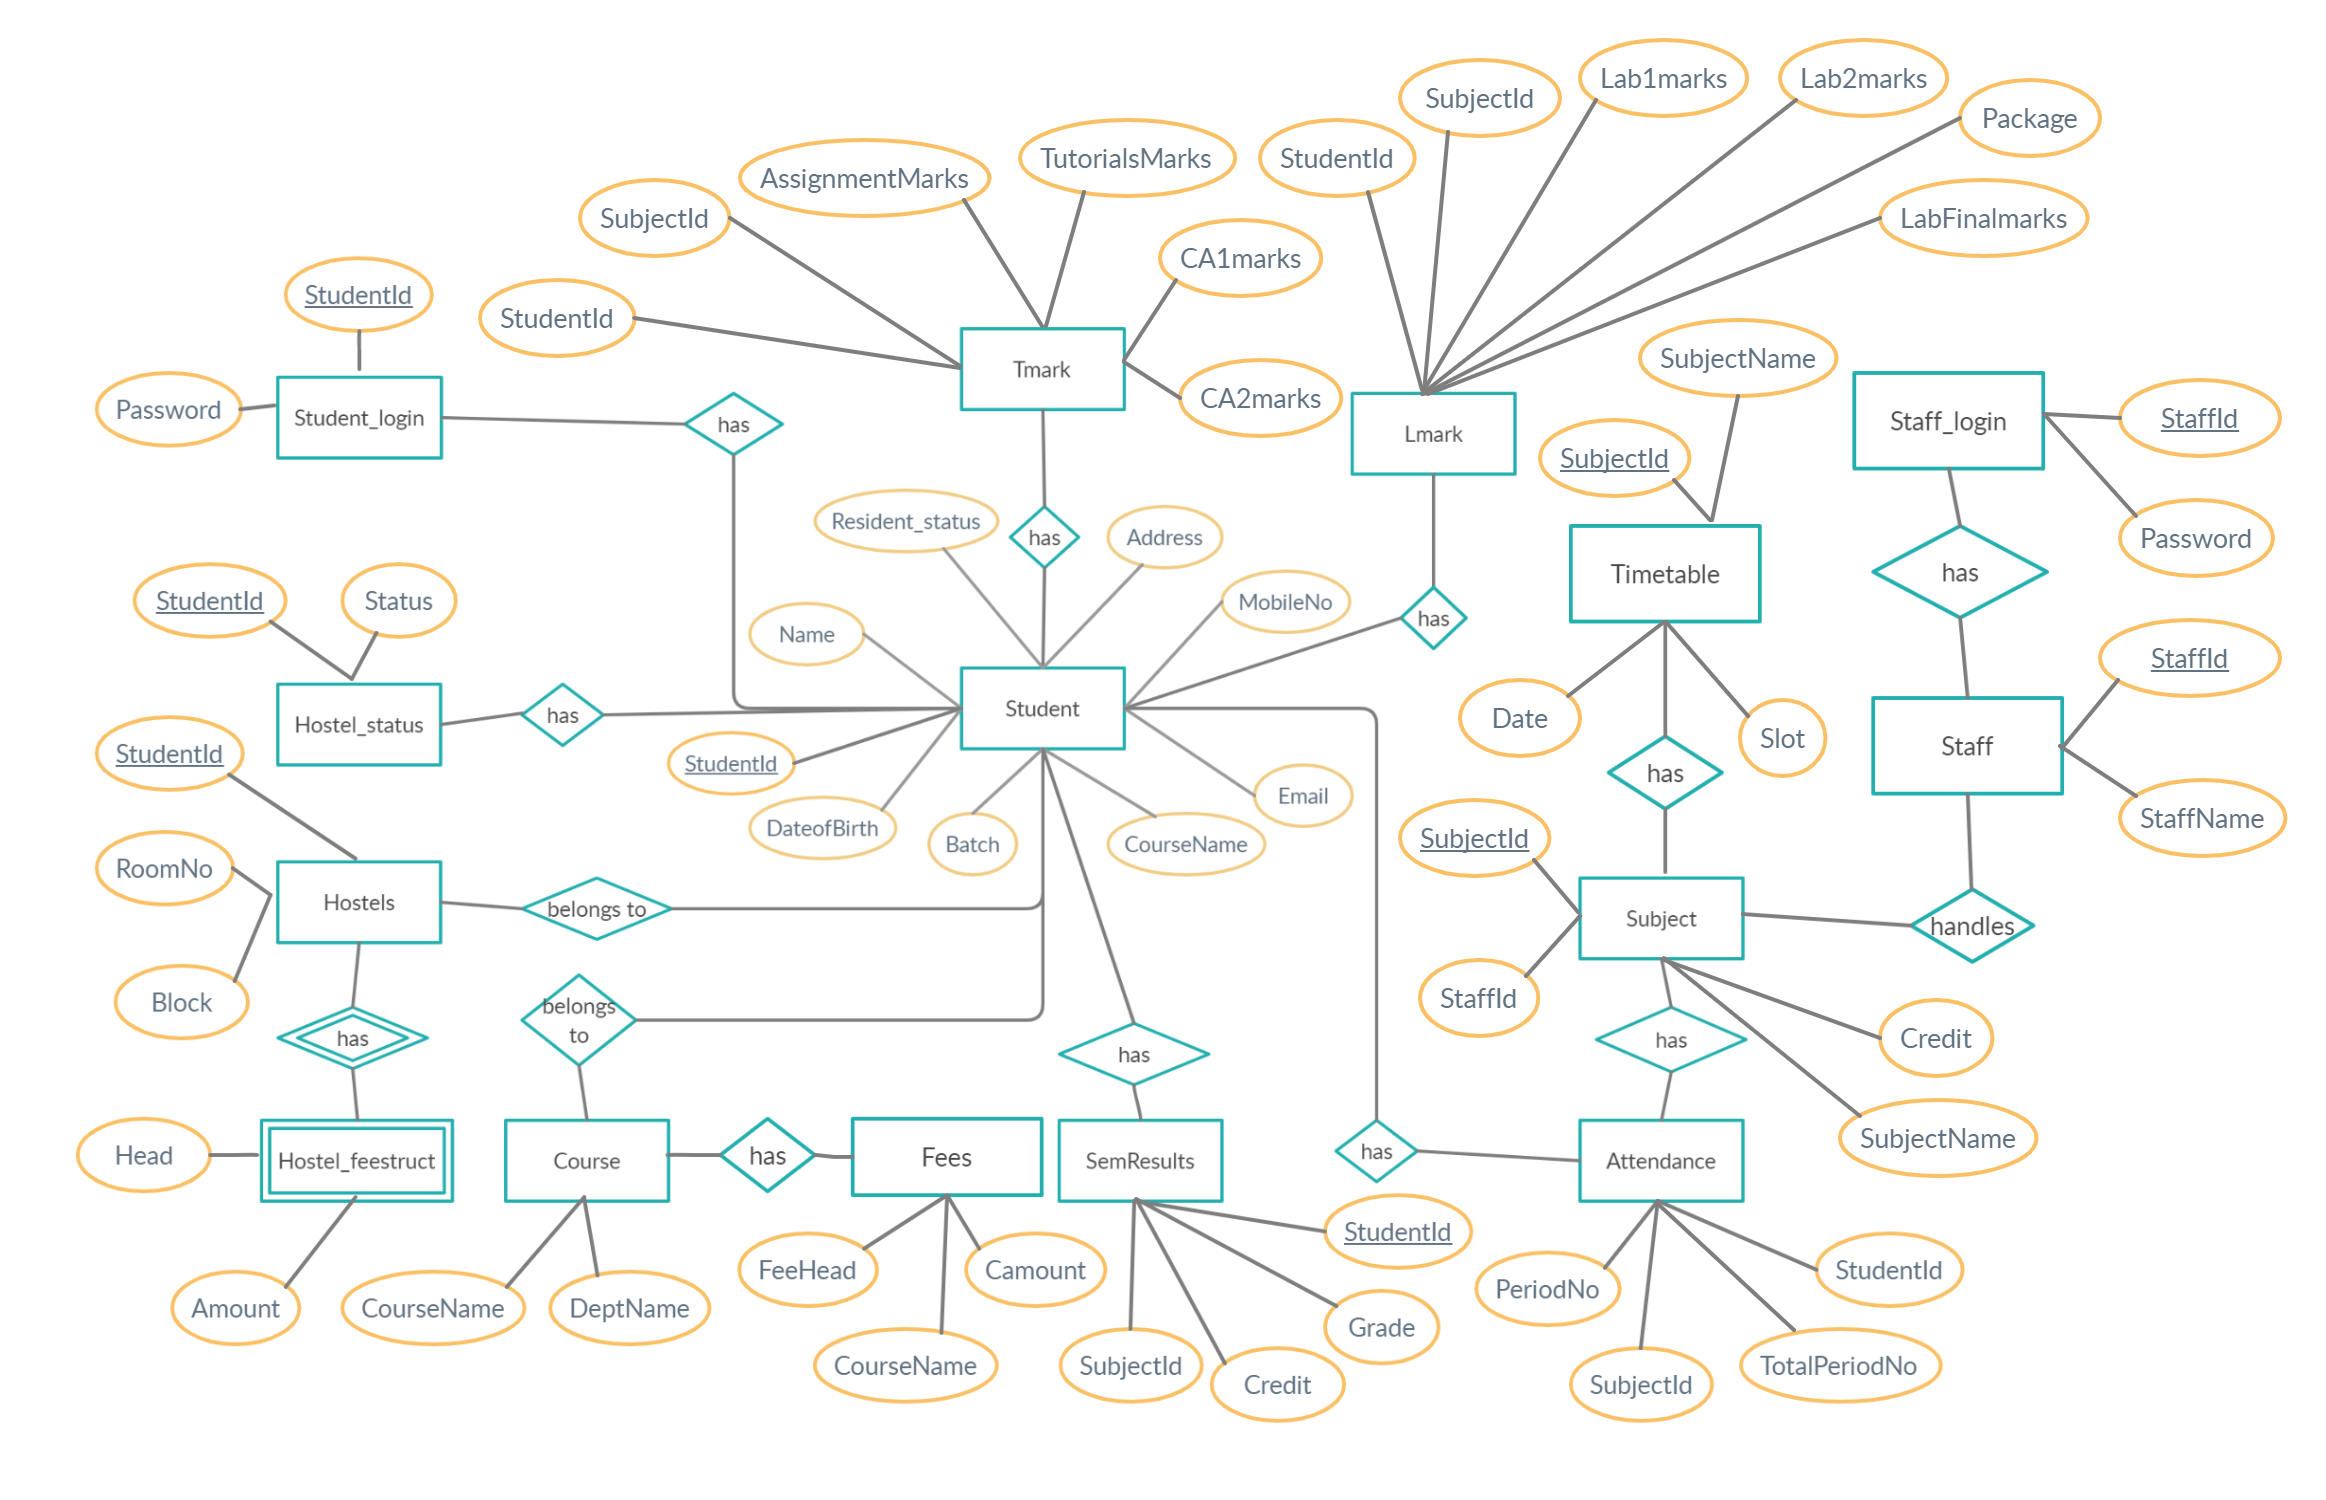 Lab1marks
Lab2marks
SubjectId
Package
StudentId
TutorialsMarks
AssignmentMarks
SubjectId
LabFinalmarks
CA1marks
StudentId
StudentId
SubjectName
Tmark
CA2marks
Password
Student_login
has
Lmark
Staff_login
StaffId
SubjectId
Resident_status
has
Address
Password
Timetable
has
StudentId
Status
MobileNo
has
Name
StaffId
Hostel_status
has
Student
Date
Slot
Staff
StudentId
StudentId
has
Email
DateofBirth
Batch
CourseName
SubjectId
StaffName
RoomNo
Hostels
belongs to
Subject
handles
Block
belongs
to
StaffId
has
has
has
Credit
Head
Hostel_feestruct
Course
has
Fees
SemResults
has
Attendance
SubjectName
StudentId
FeeHead
Camount
PeriodNo
StudentId
Amount
CourseName
DeptName
Grade
CourseName
SubjectId
Credit
SubjectId
TotalPeriodNo